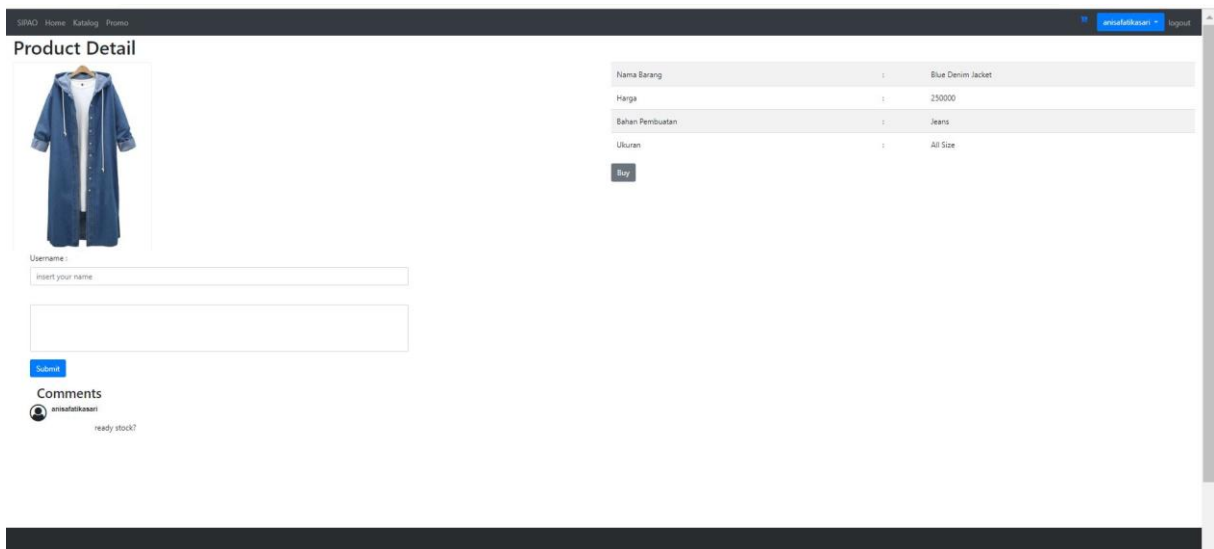 SIPAO Home Katalog Promo anisafatikasari logout
Product Detail
Nama Barang : Blue Denim Jacket
Harga : 250000
Bahan Pembuatan : Jeans
Ukuran : All Size
Buy
Username :
insert your name
Submit
Comments
anisafatikasari
ready stock?